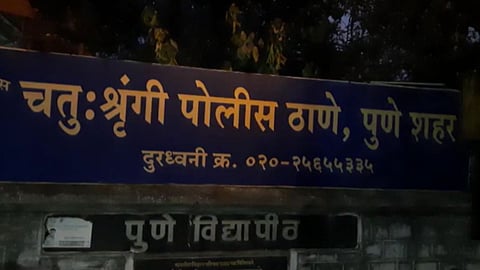 चतुःश्रृंगी पोलीस ठाणे, पुणे शहर
दुरध्वनी क्र. ०२०-२५६५५३३५
पुणे विद्यापीठ